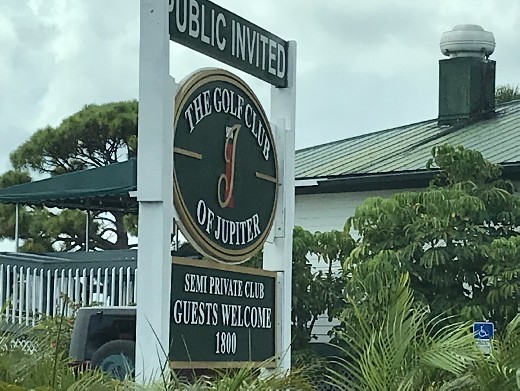 PUBLIC INVITED
THE GOLF CLUB
J
OF JUPITER
SEMI PRIVATE CLUB
GUESTS WELCOME
1800